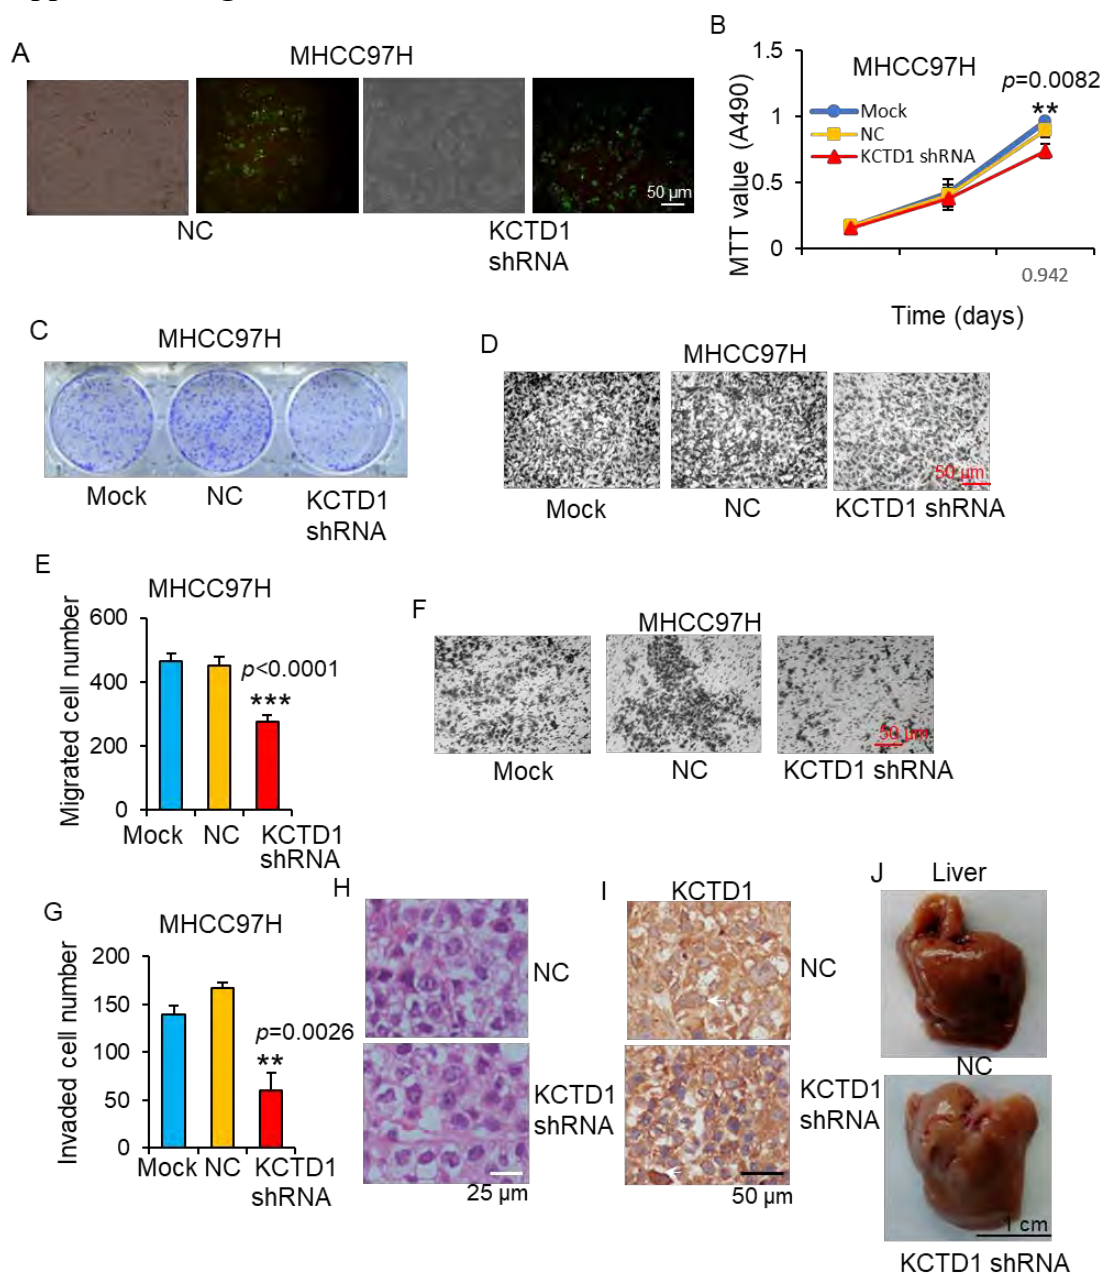 A
MHCC97H
50 µm
NC
KCTD1
shRNA
B
1.5
1
0.5
0
MTT value (A490)
MHCC97H
p=0.0082
**
Mock
NC
KCTD1 shRNA
0.942
Time (days)
C
MHCC97H
Mock
NC
KCTD1
shRNA
D
MHCC97H
50 µm
Mock
NC
KCTD1 shRNA
E
MHCC97H
600
400
200
0
Migrated cell number
p<0.0001
***
Mock
NC
KCTD1
shRNA
F
MHCC97H
50 µm
Mock
NC
KCTD1 shRNA
G
MHCC97H
200
150
100
50
0
Invaded cell number
p=0.0026
**
Mock
NC
KCTD1
shRNA
H
NC
KCTD1
shRNA
25 µm
I
KCTD1
NC
KCTD1
shRNA
50 µm
J
Liver
NC
1 cm
KCTD1 shRNA